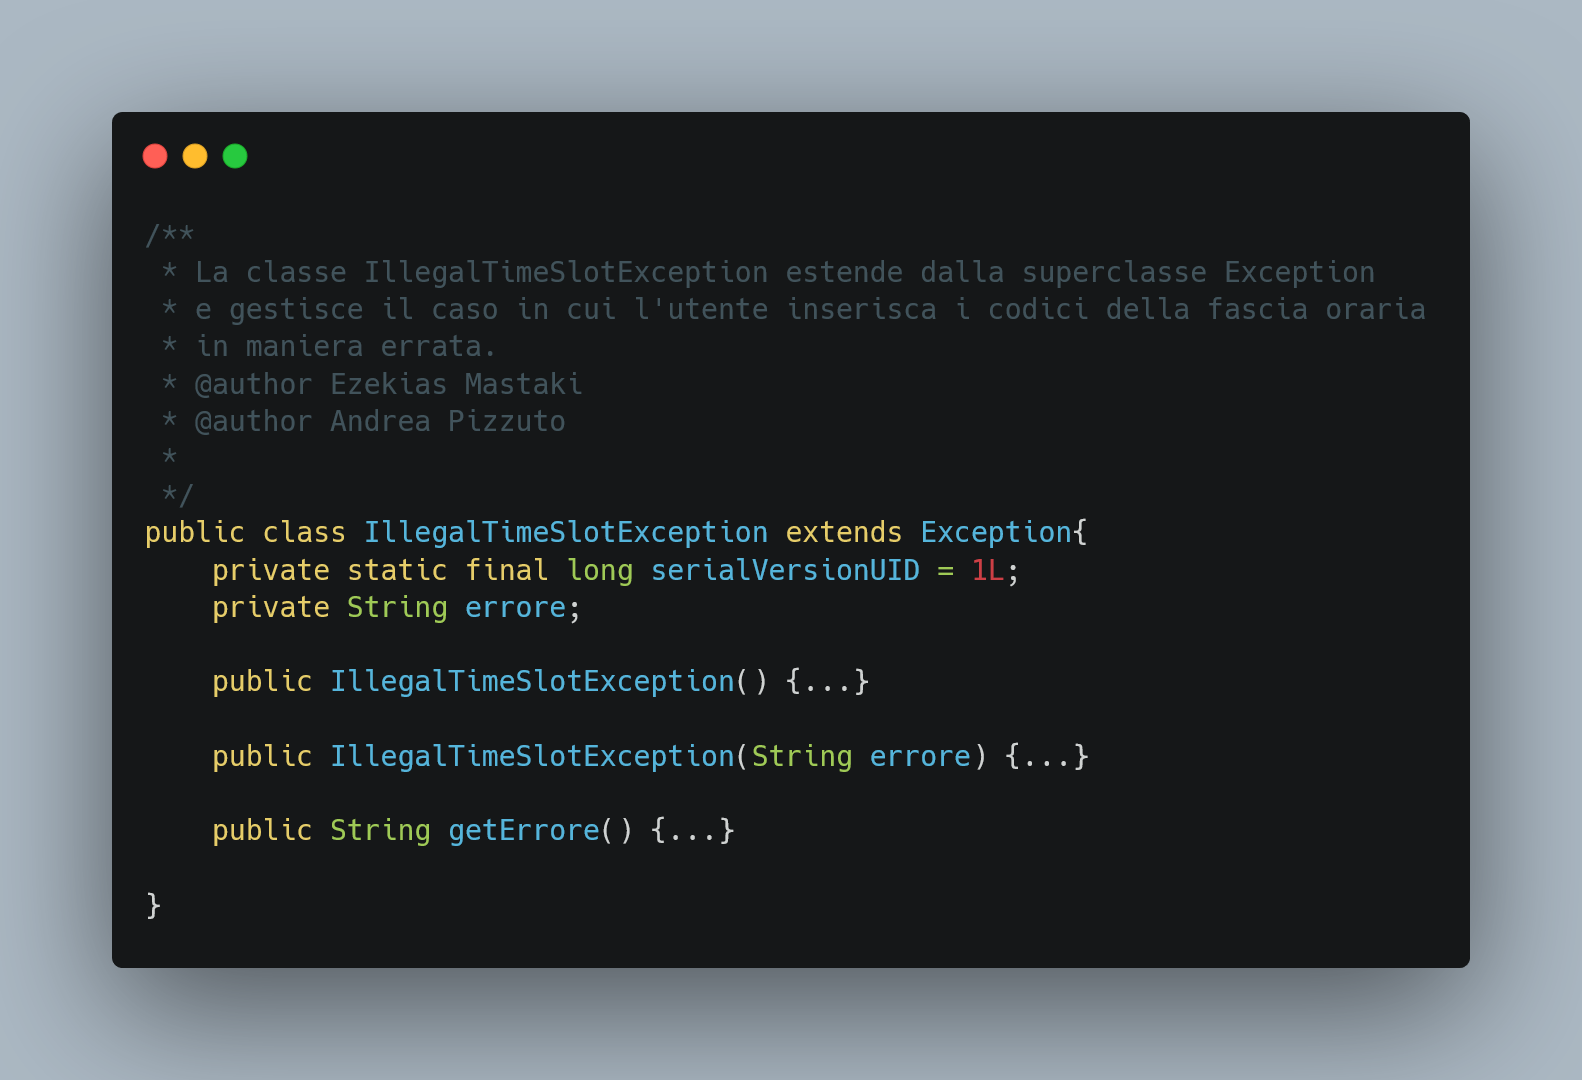 /**
 * La classe IllegalTimeSlotException estende dalla superclasse Exception
 * e gestisce il caso in cui l'utente inserisca i codici della fascia oraria
 * in maniera errata.
 * @author Ezekias Mastaki
 * @author Andrea Pizzuto
 *
 */
public class IllegalTimeSlotException extends Exception{
    private static final long serialVersionUID = 1L;
    private String errore;

    public IllegalTimeSlotException() {...}

    public IllegalTimeSlotException(String errore) {...}

    public String getErrore() {...}

}